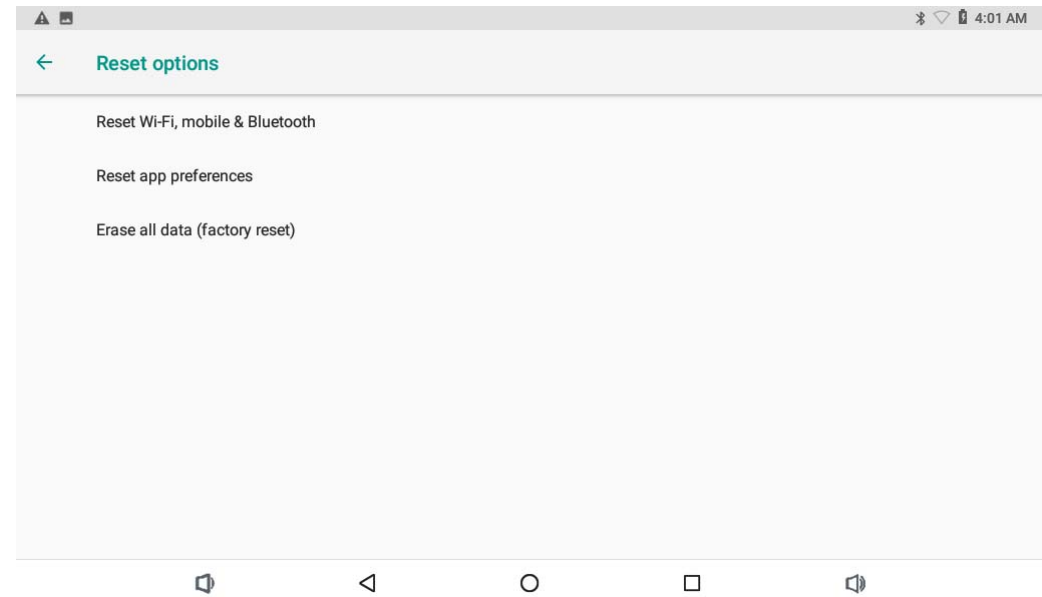 4:01 AM
Reset options
Reset Wi-Fi, mobile & Bluetooth
Reset app preferences
Erase all data (factory reset)